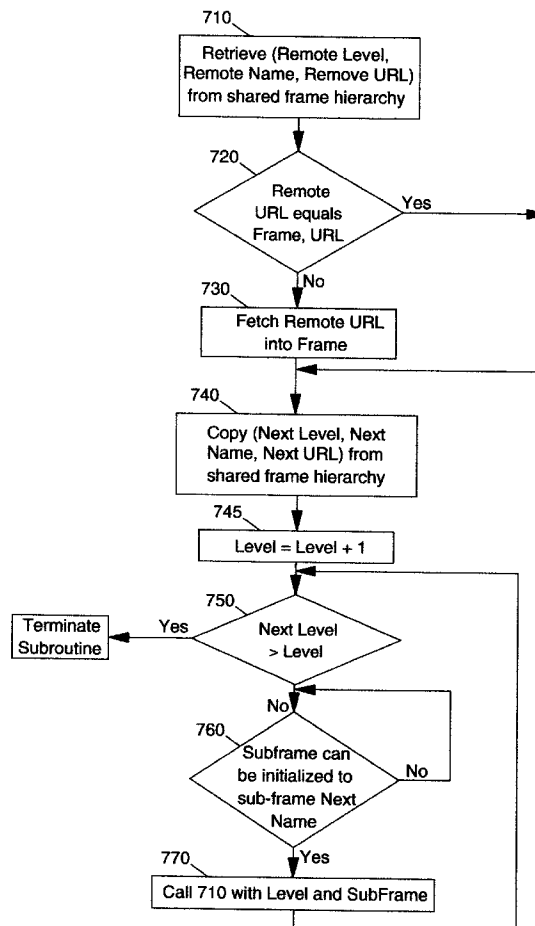 710
Retrieve (Remote Level,
Remote Name, Remove URL)
from shared frame hierarchy
720
Remote
URL equals
Frame, URL
Yes
No
730
Fetch Remote URL
into Frame
740
Copy (Next Level, Next
Name, Next URL) from
shared frame hierarchy
745
Level = Level + 1
750
Next Level
> Level
Yes
Terminate
Subroutine
No
760
Subframe can
be initialized to
sub-frame Next
Name
No
Yes
770
Call 710 with Level and SubFrame